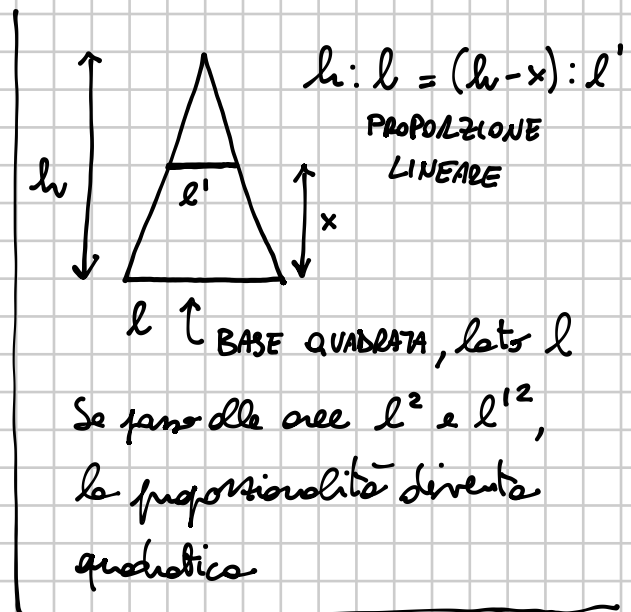 h : l = (h-x) : l'
PROPORZIONE
LINEARE
h
l'
x
l
BASE QUADRATA, lato l
Se passo alle aree l² e l'²,
la proporzionalità diventa
quadratica